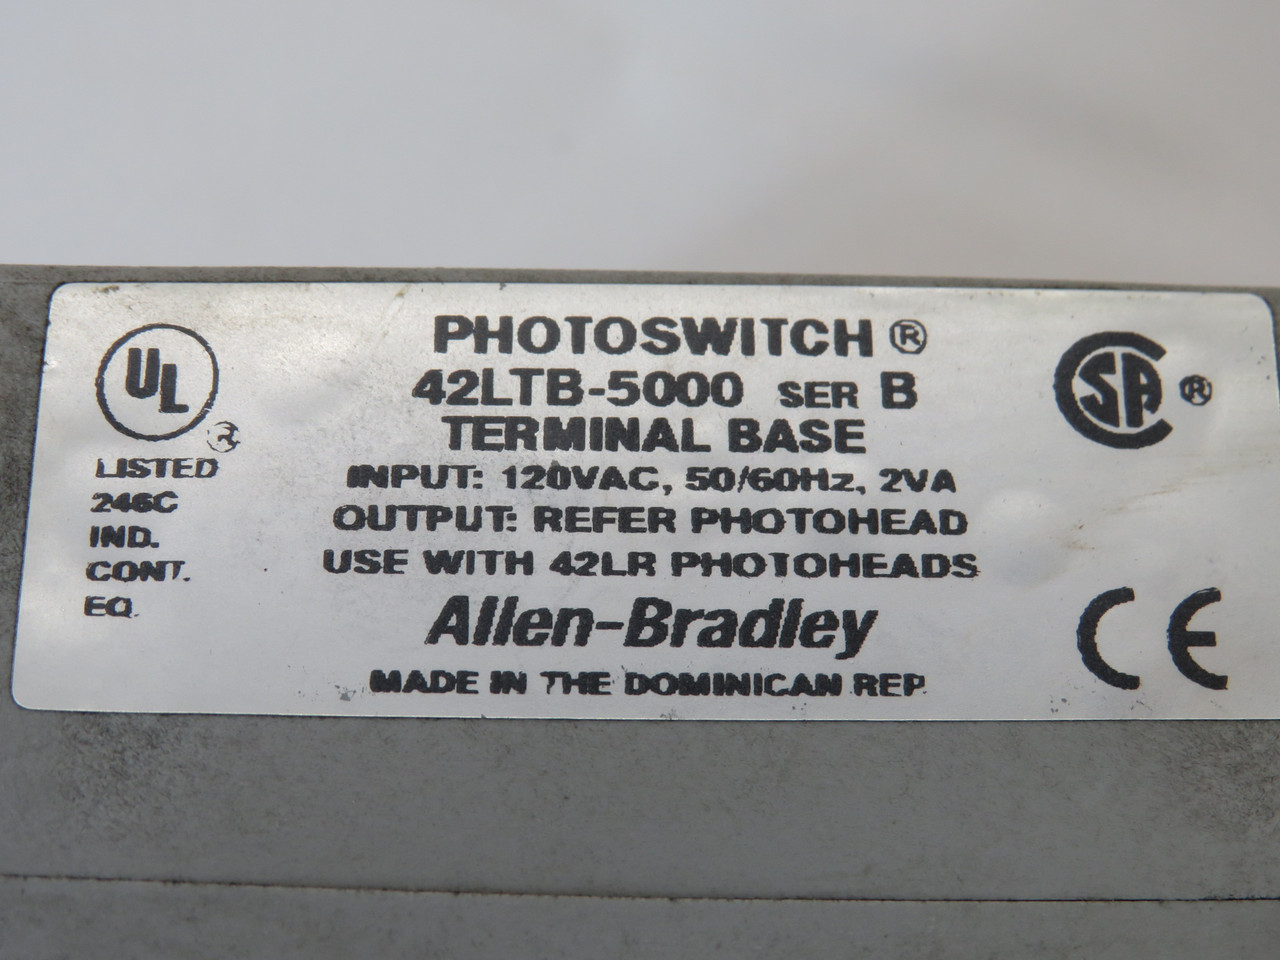 PHOTOSWITCH ®
42LTB-5000 SER B
TERMINAL BASE
INPUT: 120VAC, 50/60Hz, 2VA
OUTPUT: REFER PHOTOHEAD
USE WITH 42LR PHOTOHEADS
Allen-Bradley
MADE IN THE DOMINICAN REP.
UL ®
LISTED
246C
IND.
CONT.
EQ.
SA ®
CE